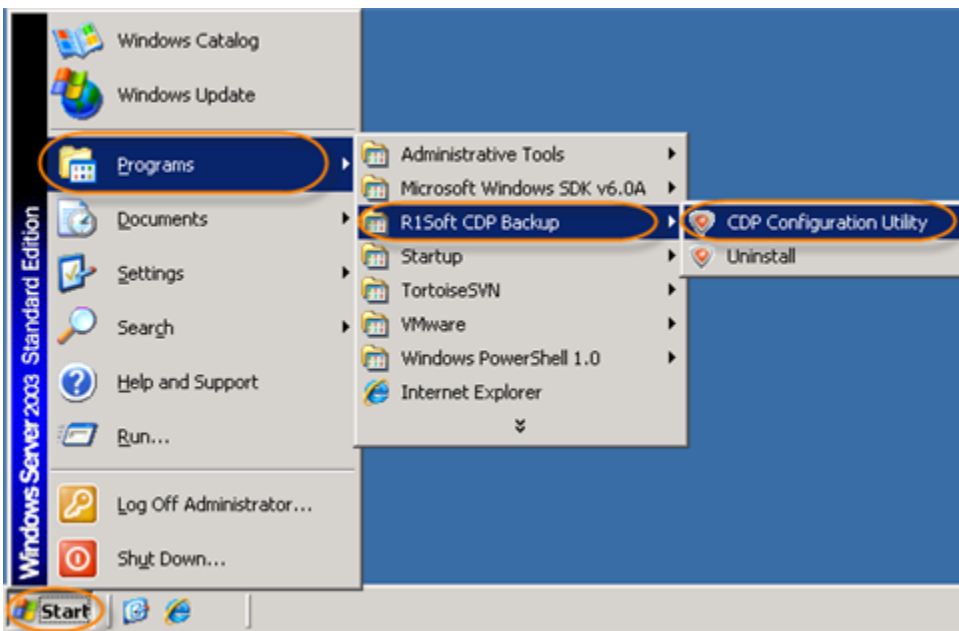 Windows Server 2003 Standard Edition
Windows Catalog
Windows Update
Programs
Documents
Settings
Search
Help and Support
Run...
Log Off Administrator...
Shut Down...
Administrative Tools
Microsoft Windows SDK v6.0A
R1Soft CDP Backup
Startup
TortoiseSVN
VMware
Windows PowerShell 1.0
Internet Explorer
CDP Configuration Utility
Uninstall
Start